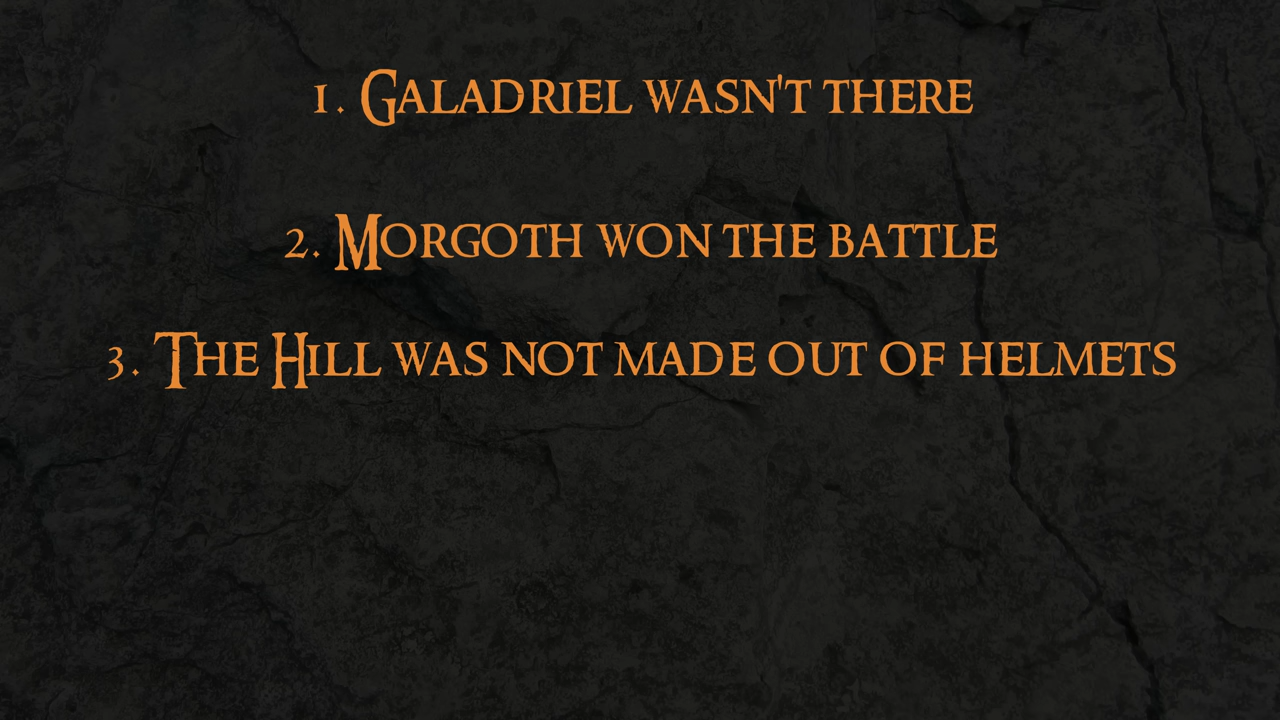 1. Galadriel wasn't there
2. Morgoth won the battle
3. The Hill was not made out of helmets